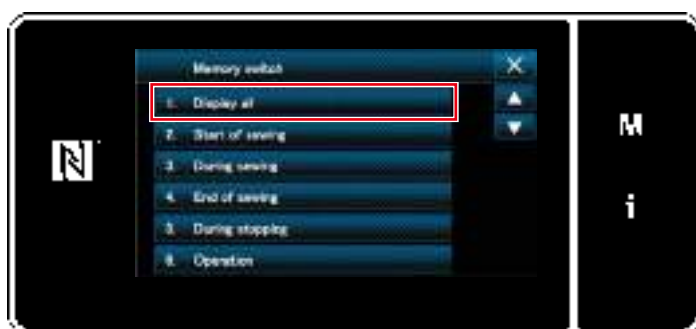 Memory switch
1. Display all
2. Start of sewing
3. During sewing
4. End of sewing
5. During stopping
6. Operation
M
i